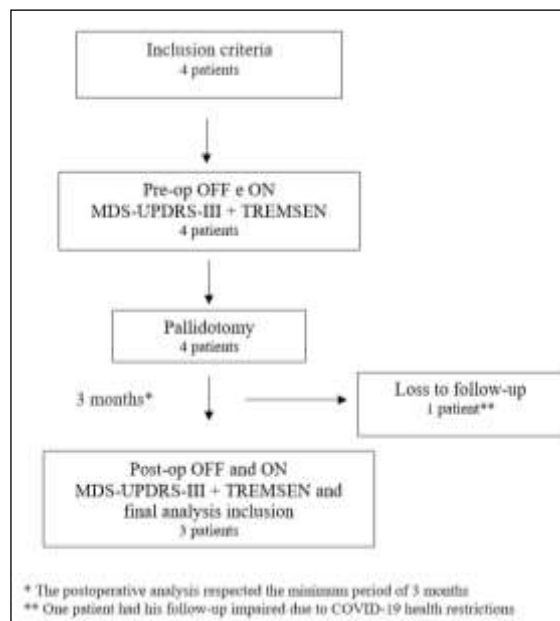 Inclusion criteria
4 patients
Pre-op OFF e ON
MDS-UPDRS-III + TREMSEN
4 patients
Pallidotomy
4 patients
3 months*
Loss to follow-up
1 patient**
Post-op OFF and ON
MDS-UPDRS-III + TREMSEN and
final analysis inclusion
3 patients
* The postoperative analysis respected the minimum period of 3 months
** One patient had his follow-up impaired due to COVID-19 health restrictions